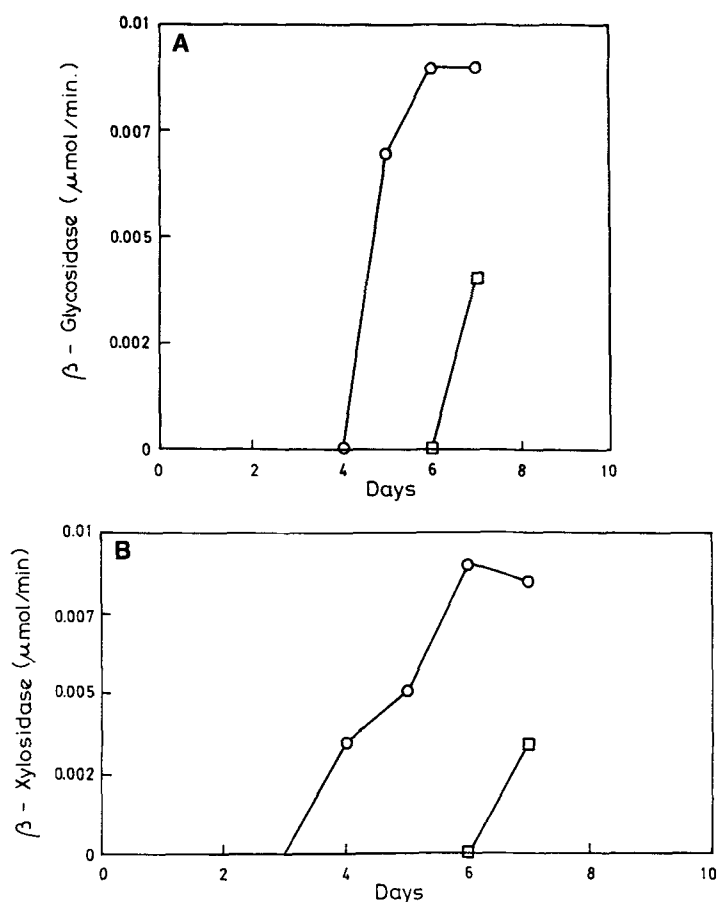 A
0.01
0.007
0.005
0.002
0
β - Glycosidase (μmol/min.)
0 2 4 6 8 10
Days
B
0.01
0.007
0.005
0.002
0
β - Xylosidase (μmol/min)
0 2 4 6 8 10
Days